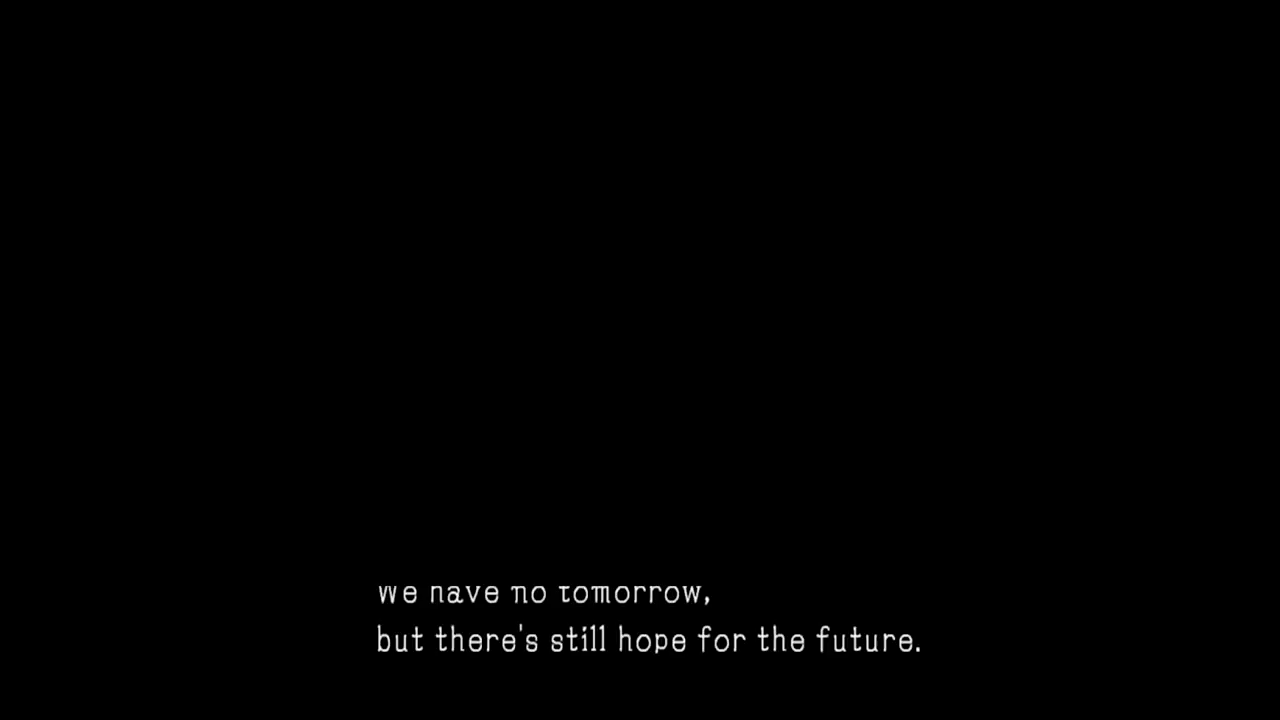 we have no tomorrow,
but there's still hope for the future.